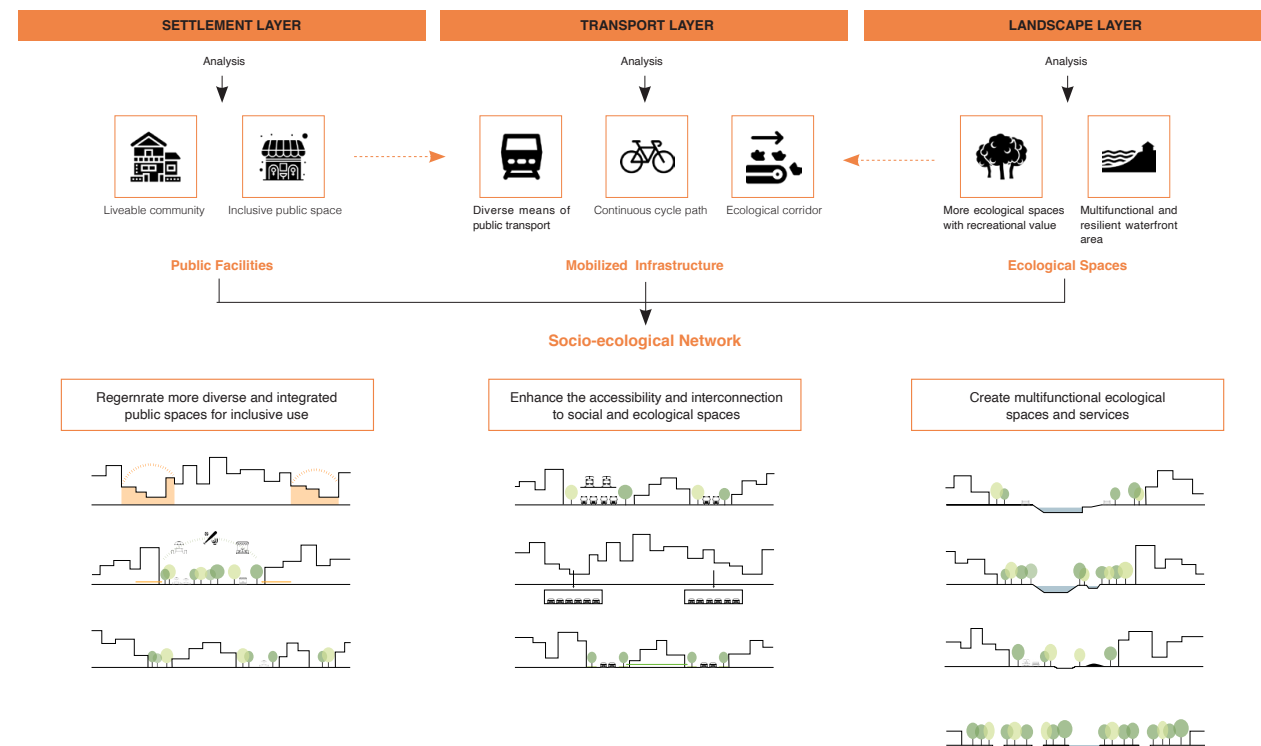 SETTLEMENT LAYER
TRANSPORT LAYER
LANDSCAPE LAYER
Analysis
Analysis
Analysis
Liveable community
Inclusive public space
Diverse means of
public transport
Continuous cycle path
Ecological corridor
More ecological spaces
with recreational value
Multifunctional and
resilient waterfront
area
Public Facilities
Mobilized Infrastructure
Ecological Spaces
Socio-ecological Network
Regernrate more diverse and integrated
public spaces for inclusive use
Enhance the accessibility and interconnection
to social and ecological spaces
Create multifunctional ecological
spaces and services